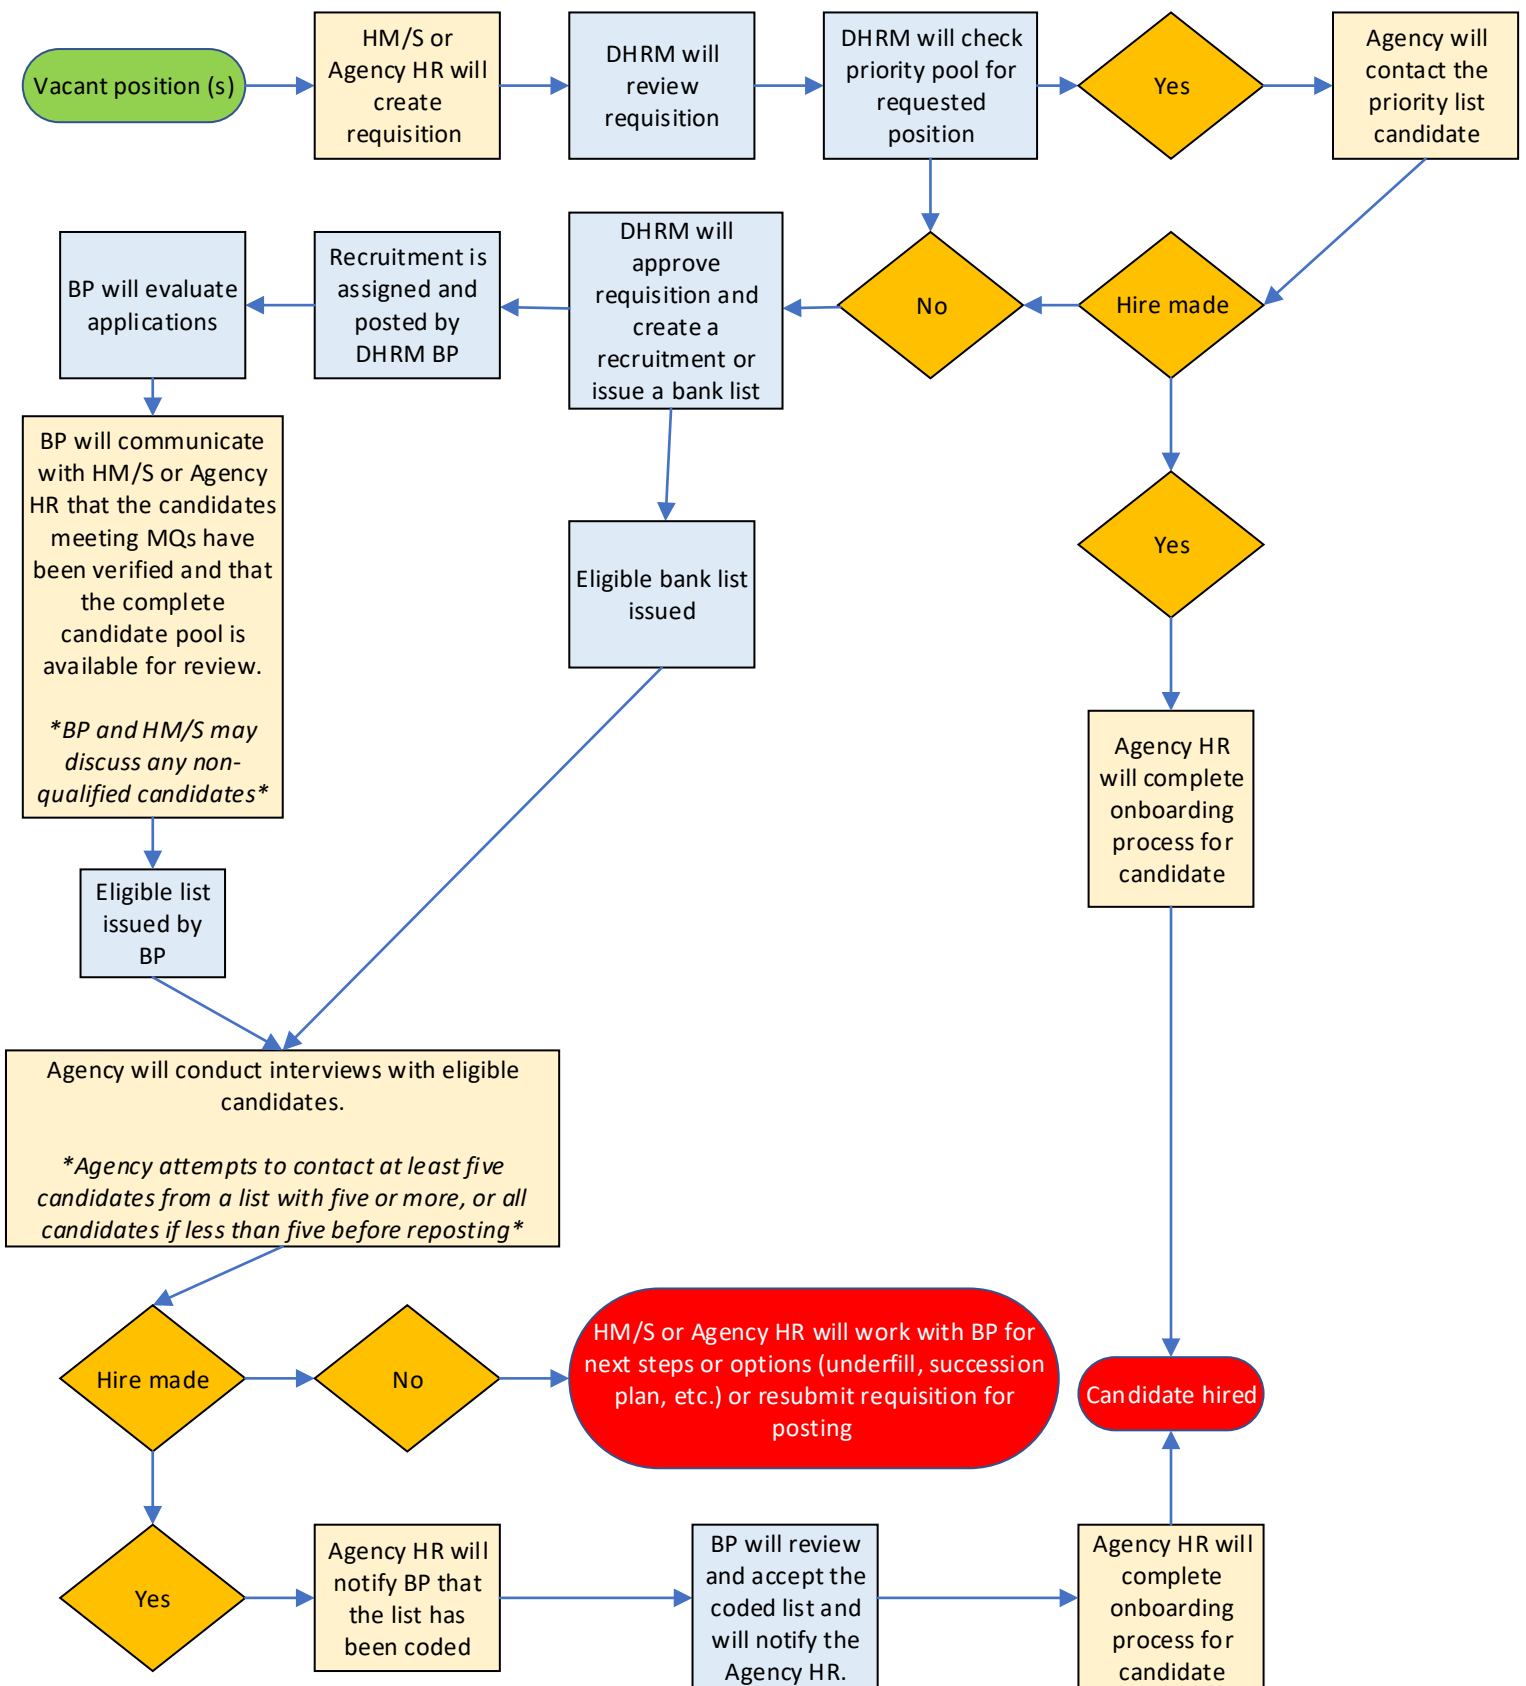 Vacant position (s)
HM/S or
Agency HR will
create
requisition
DHRM will
review
requisition
DHRM will check
priority pool for
requested
position
Yes
Agency will
contact the
priority list
candidate
BP will evaluate
applications
Recruitment is
assigned and
posted by
DHRM BP
DHRM will
approve
requisition and
create a
recruitment or
issue a bank list
No
Hire made
BP will communicate
with HM/S or Agency
HR that the candidates
meeting MQs have
been verified and that
the complete
candidate pool is
available for review.
*BP and HM/S may
discuss any non-
qualified candidates*
Eligible bank list
issued
Yes
Agency HR
will complete
onboarding
process for
candidate
Eligible list
issued by
BP
Agency will conduct interviews with eligible
candidates.
*Agency attempts to contact at least five
candidates from a list with five or more, or all
candidates if less than five before reposting*
Hire made
No
HM/S or Agency HR will work with BP for
next steps or options (underfill, succession
plan, etc.) or resubmit requisition for
posting
Candidate hired
Yes
Agency HR will
notify BP that
the list has
been coded
BP will review
and accept the
coded list and
will notify the
Agency HR.
Agency HR will
complete
onboarding
process for
candidate